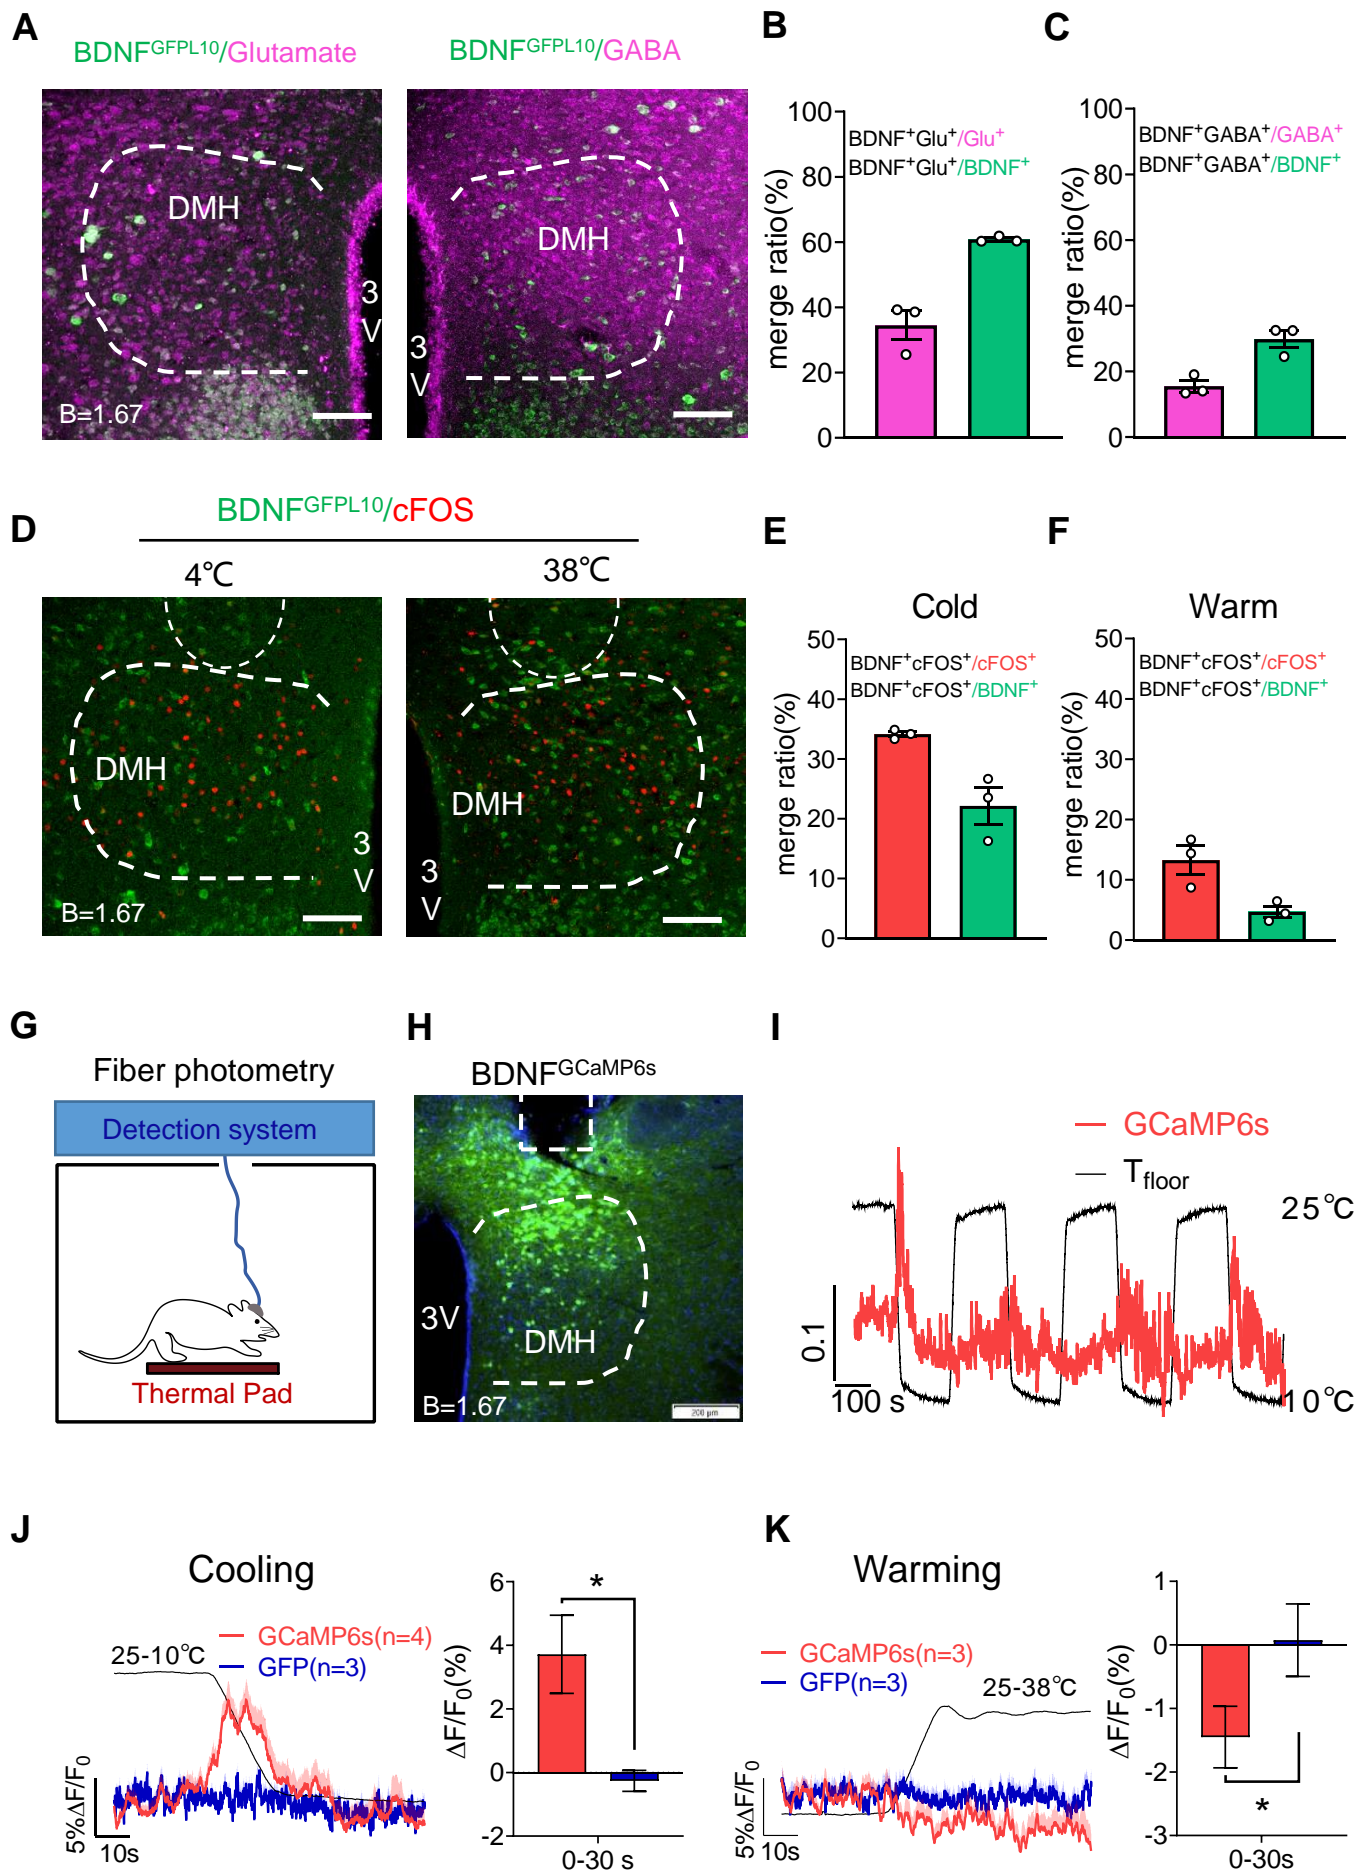 A
BDNFGFPL10/Glutamate
BDNFGFPL10/GABA
DMH
3
V
B=1.67
DMH
3
V
B
100
80
60
40
20
0
merge ratio(%)
BDNF+Glu+/Glu+
BDNF+Glu+/BDNF+
C
100
80
60
40
20
0
merge ratio(%)
BDNF+GABA+/GABA+
BDNF+GABA+/BDNF+
D
BDNFGFPL10/cFOS
4℃
38℃
DMH
3
V
B=1.67
DMH
3
V
E
Cold
50
40
30
20
10
0
merge ratio(%)
BDNF+cFOS+/cFOS+
BDNF+cFOS+/BDNF+
F
Warm
50
40
30
20
10
0
merge ratio(%)
BDNF+cFOS+/cFOS+
BDNF+cFOS+/BDNF+
G
Fiber photometry
Detection system
Thermal Pad
H
BDNFGCaMP6s
3V
DMH
B=1.67
200 μm
I
GCaMP6s
Tfloor
25℃
10℃
0.1
100 s
J
Cooling
25-10℃
GCaMP6s(n=4)
GFP(n=3)
5%ΔF/F0
10s
6
4
2
0
-2
ΔF/F0(%)
*
0-30 s
K
Warming
GCaMP6s(n=3)
GFP(n=3)
25-38℃
5%ΔF/F0
10s
1
0
-1
-2
-3
ΔF/F0(%)
*
0-30s